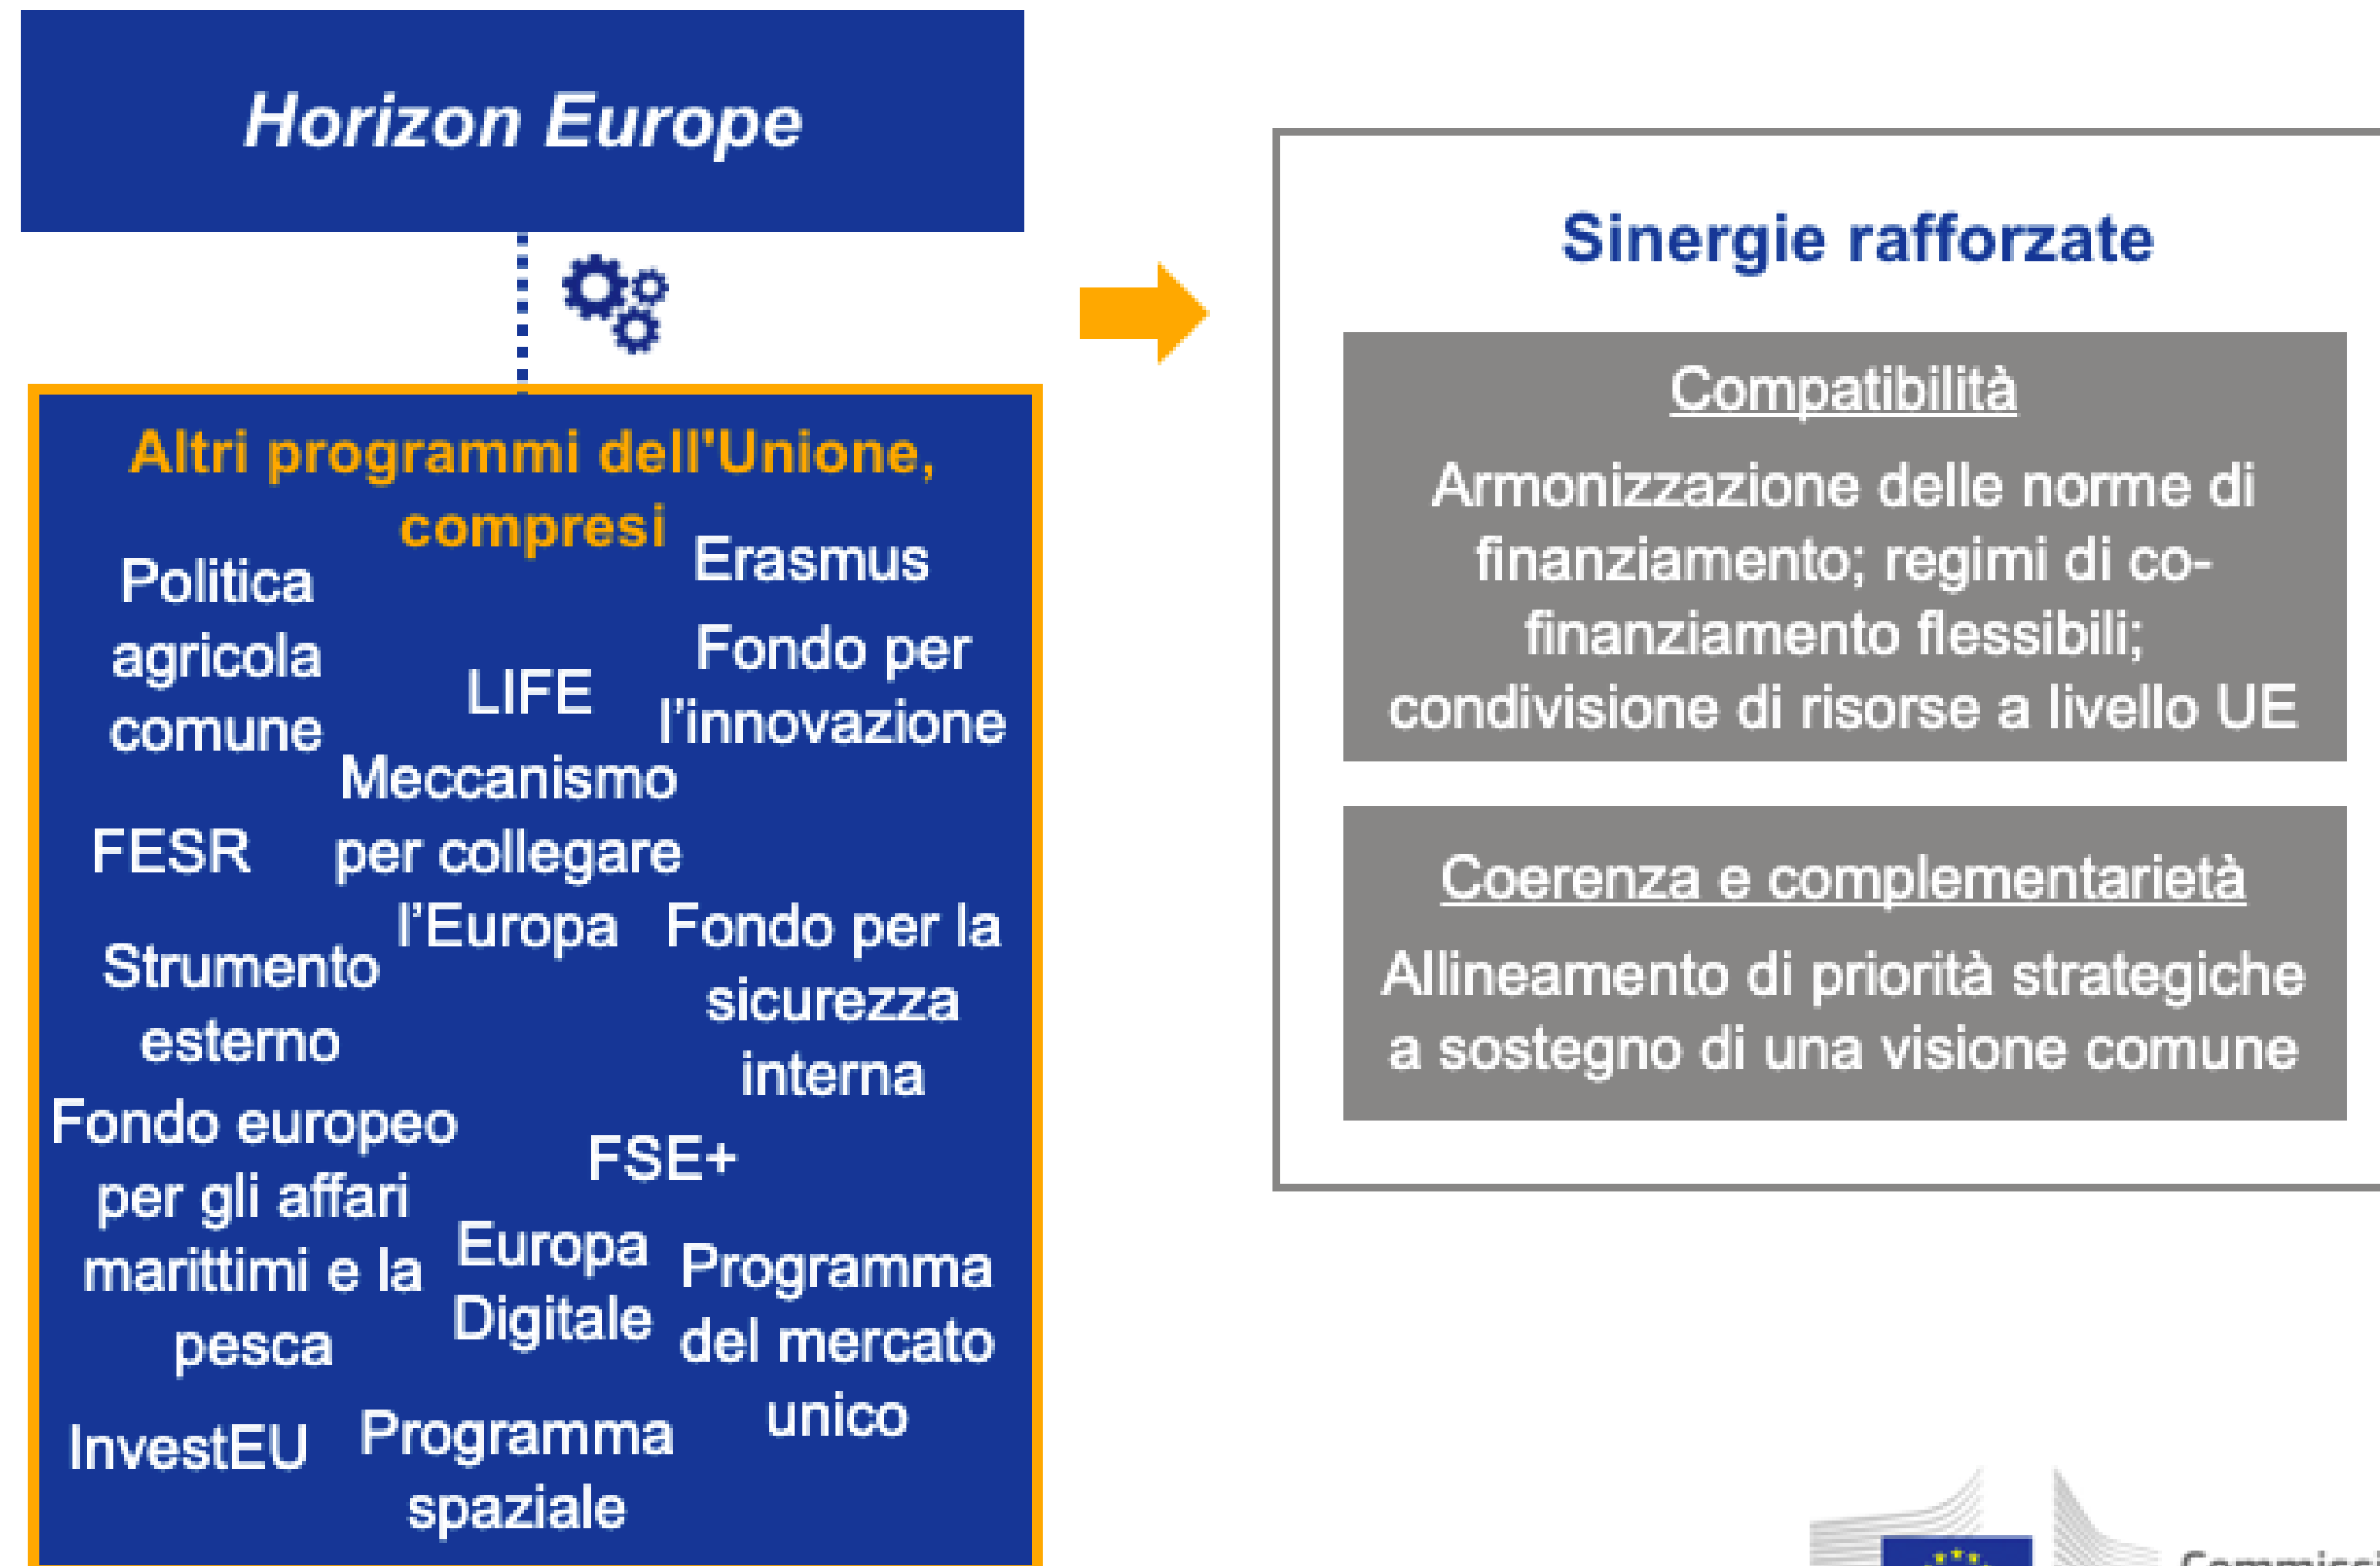 Horizon Europe
Altri programmi dell'Unione,
compresi
Politica
agricola
comune
Erasmus
LIFE
Fondo per
l’innovazione
Meccanismo
per collegare
l’Europa
FESR
Strumento
esterno
Fondo per la
sicurezza
interna
Fondo europeo
per gli affari
marittimi e la
pesca
FSE+
Europa
Digitale
Programma
del mercato
unico
InvestEU
Programma
spaziale
Sinergie rafforzate
Compatibilità
Armonizzazione delle norme di
finanziamento; regimi di co-
finanziamento flessibili;
condivisione di risorse a livello UE
Coerenza e complementarietà
Allineamento di priorità strategiche
a sostegno di una visione comune